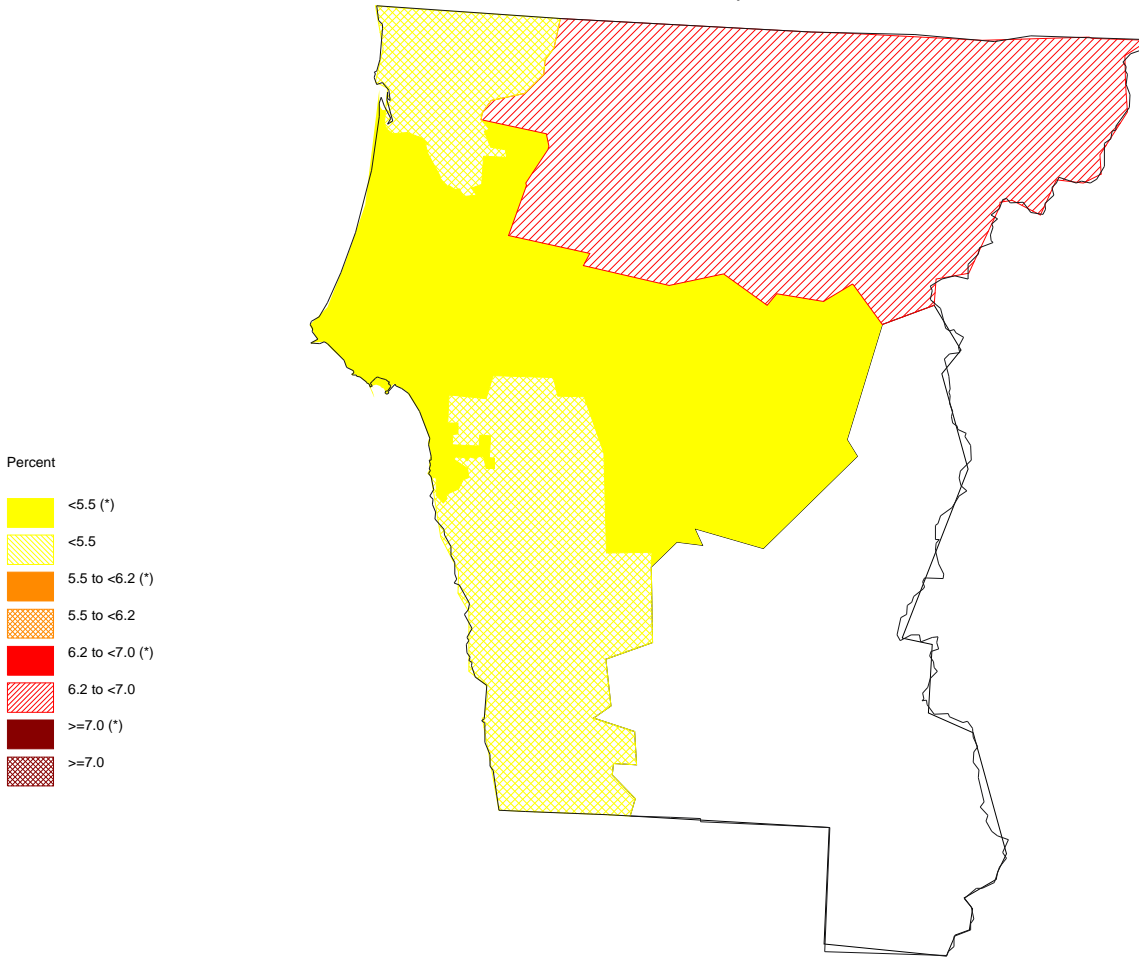 Percent
<5.5 (*)
<5.5
5.5 to <6.2 (*)
5.5 to <6.2
6.2 to <7.0 (*)
6.2 to <7.0
>=7.0 (*)
>=7.0